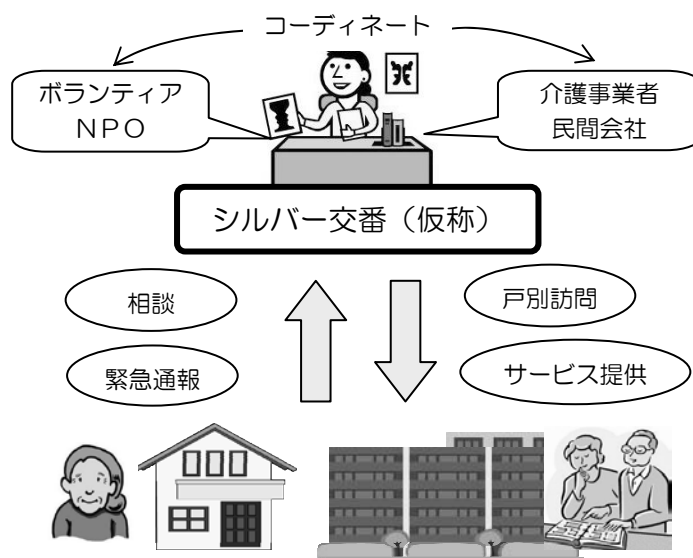 コーディネート
ボランティア
NPO
介護事業者
民間会社
シルバー交番（仮称）
相談
戸別訪問
緊急通報
サービス提供